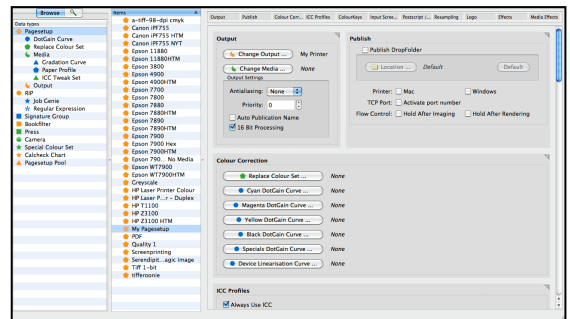 Browse
Data types
Pagesetup
DotGain Curve
Replace Colour Set
Media
Gradation Curve
Paper Profile
ICC Tweak Set
Output
RIP
Job Genie
Regular Expression
Signature Group
Bookfilter
Press
Camera
Special Colour Set
Calcheck Chart
Pagesetup Pool
Items
a-tiff-98-dpi cmyk
Canon iPF755
Canon iPF755 HTM
Canon iPF755 NYT
Epson 11880
Epson 11880HTM
Epson 3800
Epson 4900
Epson 4900HTM
Epson 7700
Epson 7800
Epson 7880
Epson 7880HTM
Epson 7890
Epson 7890HTM
Epson 7900
Epson 7900 Hex
Epson 7900HTM
Epson 790... No Media
Epson WT7900
Epson WT7900HTM
Greyscale
HP Laser Printer Colour
HP Laser P...r - Duplex
HP T1100
HP Z3100
HP Z3100 HTM
My Pagesetup
PDF
Quality 1
Screenprinting
Serendipit...agic Image
Tiff 1-bit
tifferoonie
Output Publish Colour Corr... ICC Profiles ColourKeys Input Scree... Postscript /... Resampling Logo Effects Media Effects
Output
Change Output ... My Printer
Change Media ... None
Output Settings
Antialiasing: None
Priority: 0
Auto Publication Name
16 Bit Processing
Publish
Publish DropFolder
Location ... Default Default
Printer: Mac Windows
TCP Port: Activate port number
Flow Control: Hold After Imaging Hold After Rendering
Colour Correction
Replace Colour Set ... None
Cyan DotGain Curve ... None
Magenta DotGain Curve ... None
Yellow DotGain Curve ... None
Black DotGain Curve ... None
Specials DotGain Curve ... None
Device Linearisation Curve ... None
ICC Profiles
Always Use ICC